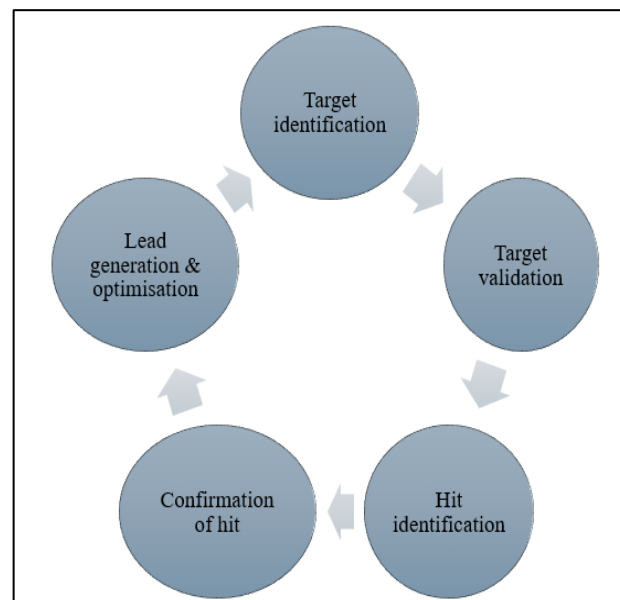 Target
identification
Target
validation
Hit
identification
Confirmation
of hit
Lead
generation &
optimisation